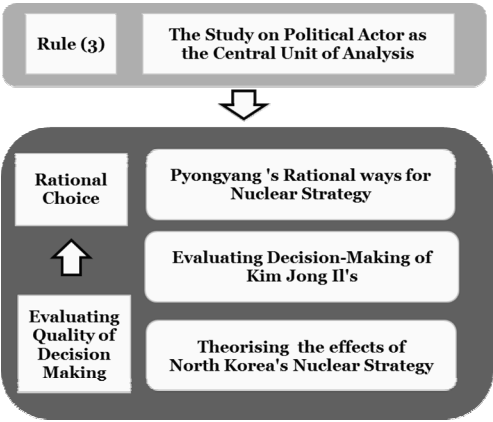 Rule (3)
The Study on Political Actor as
the Central Unit of Analysis
Rational
Choice
Pyongyang 's Rational ways for
Nuclear Strategy
Evaluating Decision-Making of
Kim Jong Il's
Evaluating
Quality of
Decision
Making
Theorising the effects of
North Korea's Nuclear Strategy